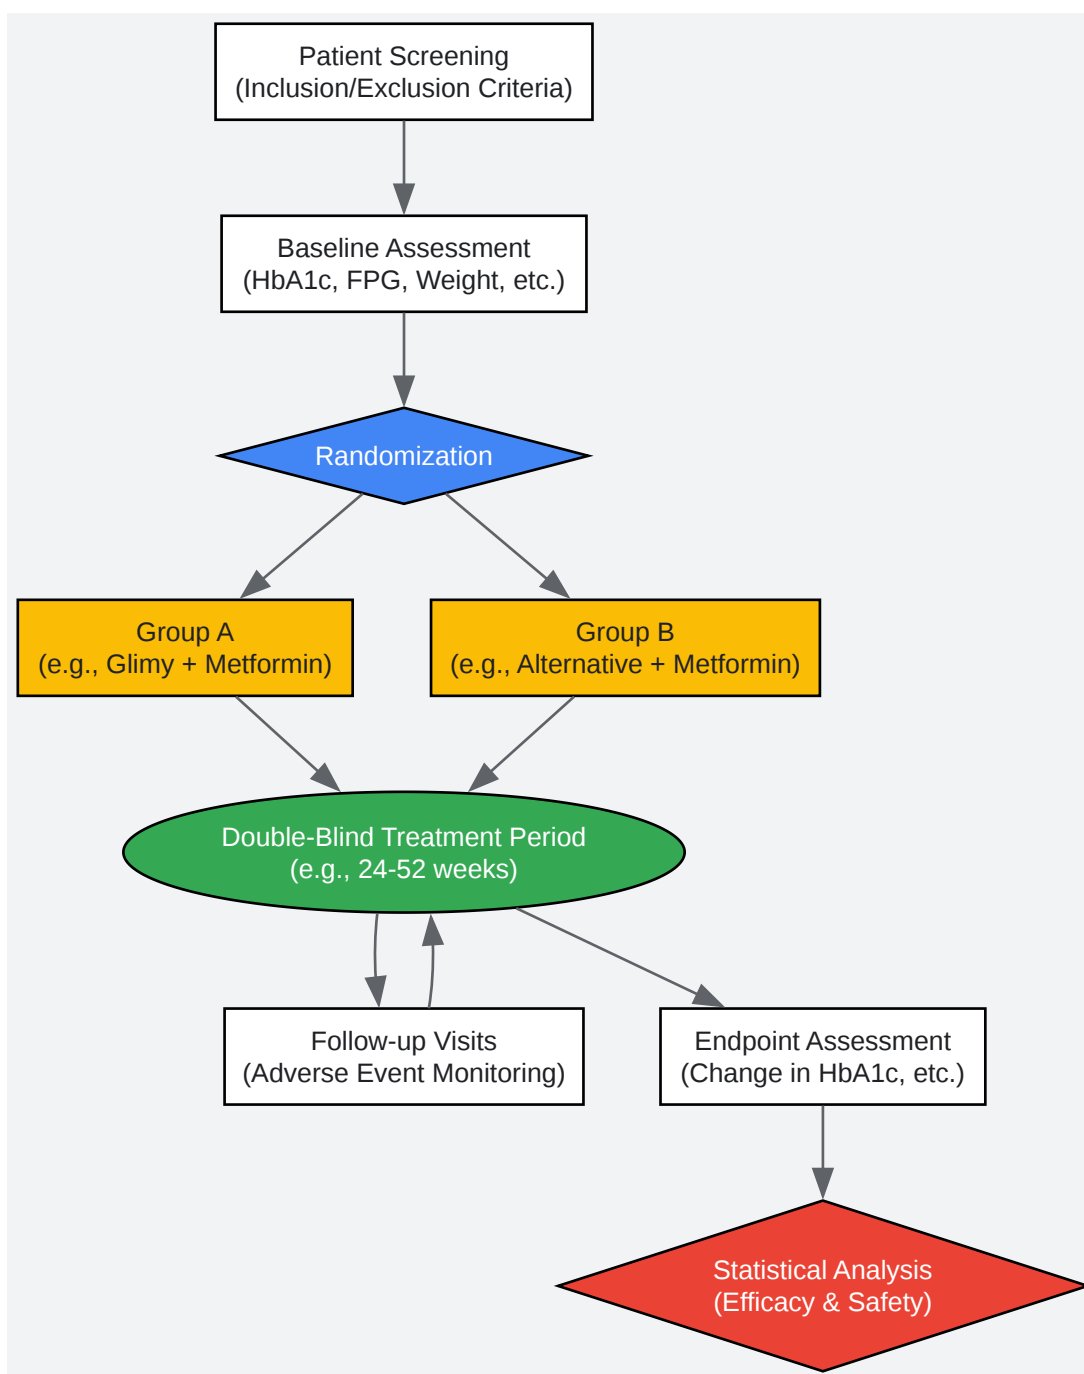 Patient Screening
(Inclusion/Exclusion Criteria)
Baseline Assessment
(HbA1c, FPG, Weight, etc.)
Randomization
Group A
(e.g., Glimy + Metformin)
Group B
(e.g., Alternative + Metformin)
Double-Blind Treatment Period
(e.g., 24-52 weeks)
Follow-up Visits
(Adverse Event Monitoring)
Endpoint Assessment
(Change in HbA1c, etc.)
Statistical Analysis
(Efficacy & Safety)